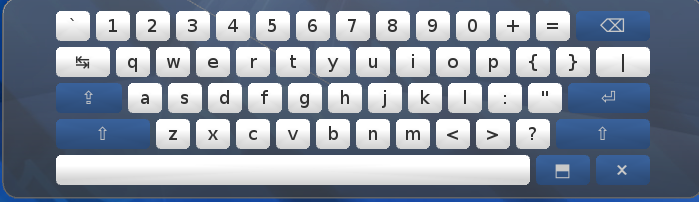 ` 1 2 3 4 5 6 7 8 9 0 + = ⌫
↹ q w e r t y u i o p { } |
⇪ a s d f g h j k l : " ⏎
⇧ z x c v b n m < > ? ⇧
⬒ ✕